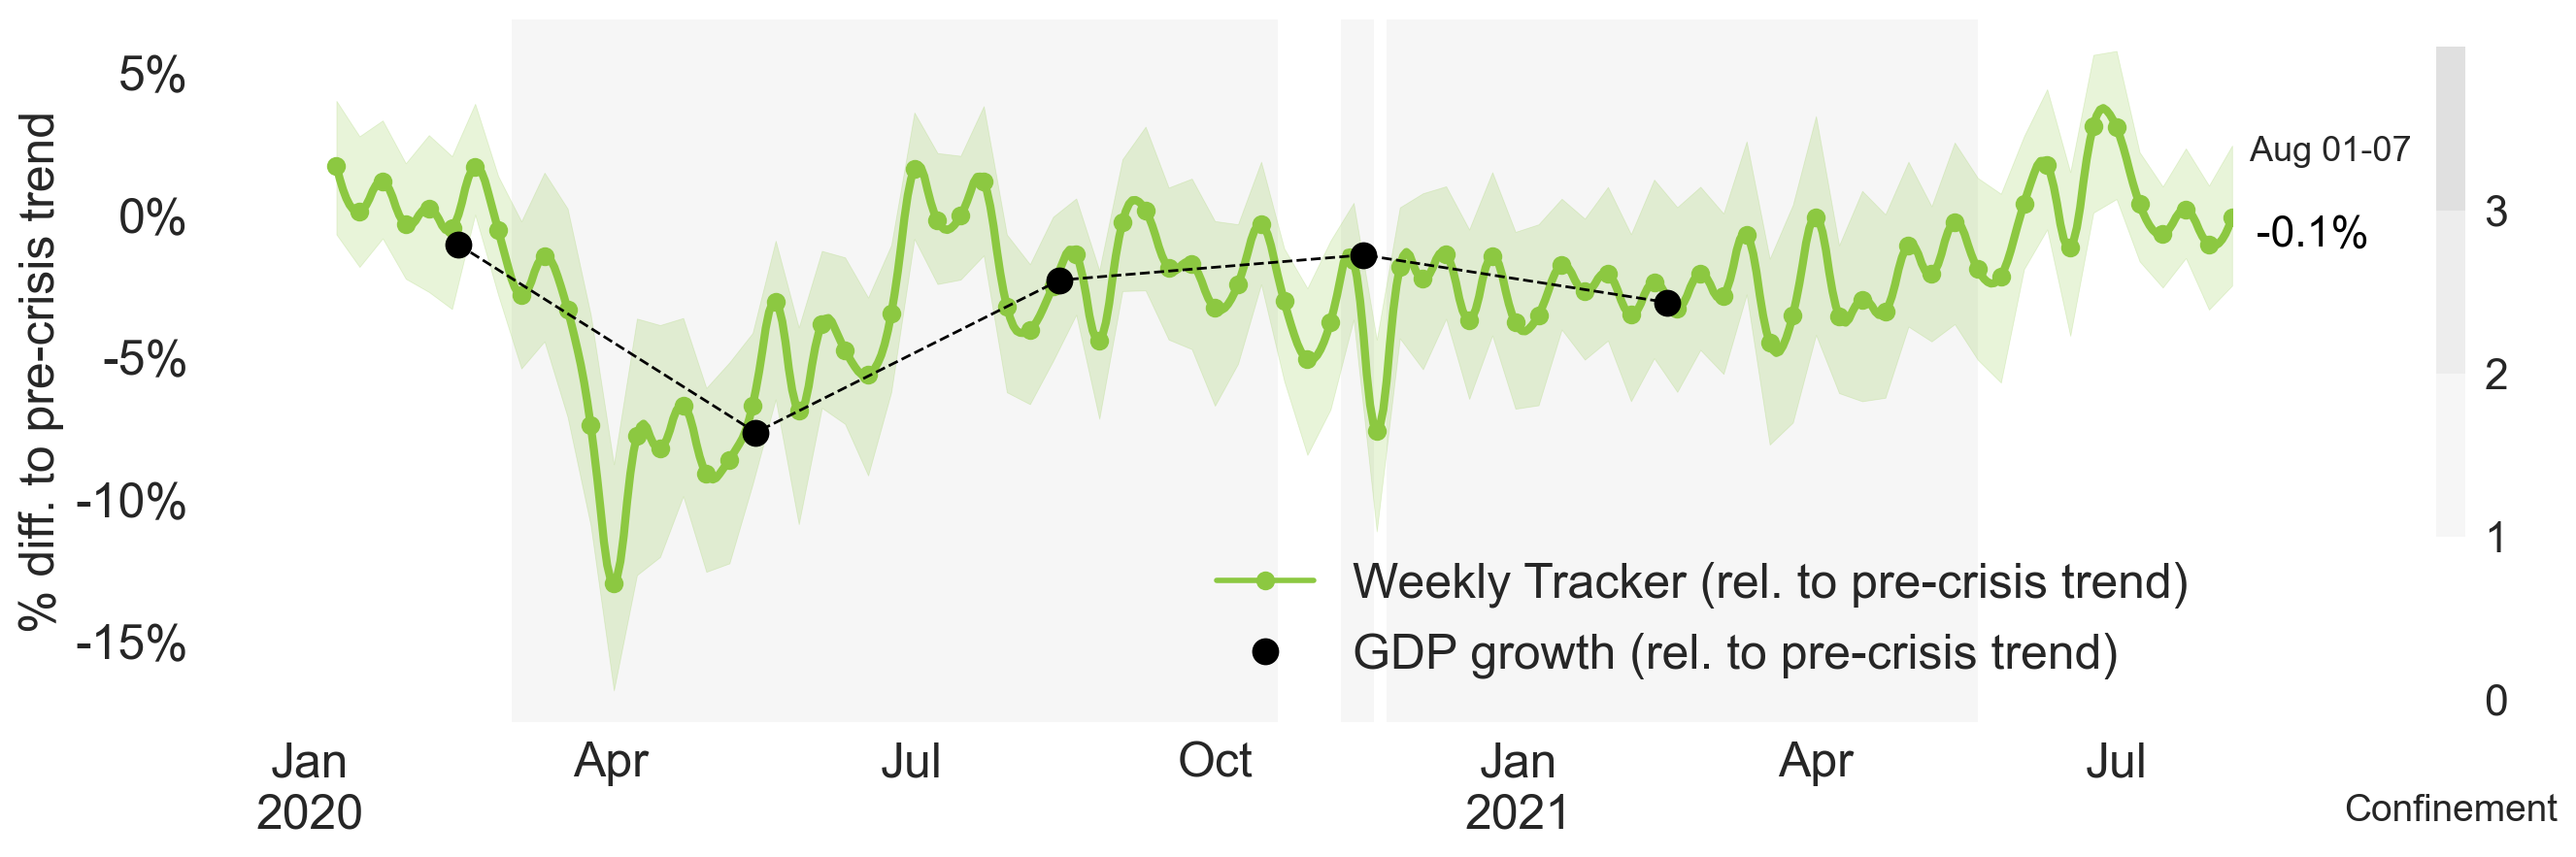 % diff. to pre-crisis trend
5%
0%
-5%
-10%
-15%
Aug 01-07
-0.1%
3
2
1
0
Weekly Tracker (rel. to pre-crisis trend)
GDP growth (rel. to pre-crisis trend)
Jan Apr Jul Oct Jan Apr Jul
2020 2021
Confinement